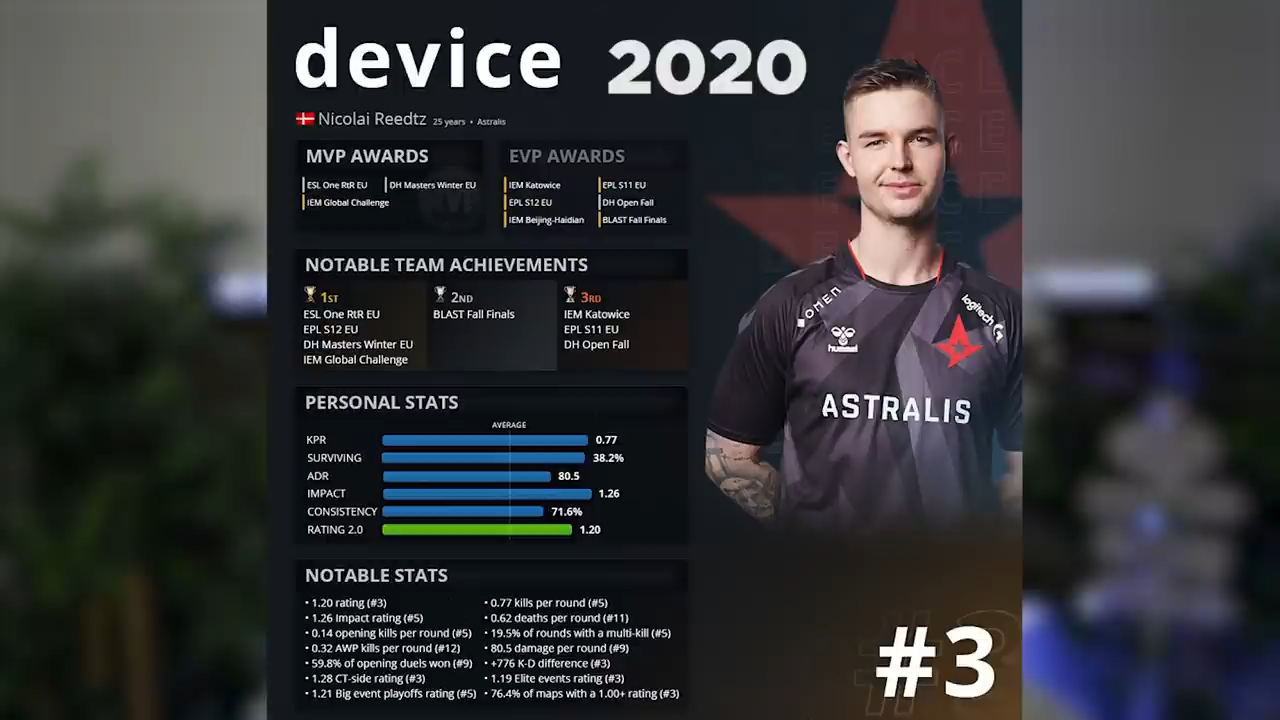 device 2020
Nicolai Reedtz 25 years • Astralis
MVP AWARDS
ESL One RtR EU
DH Masters Winter EU
IEM Global Challenge
EVP AWARDS
IEM Katowice
EPL S11 EU
EPL S12 EU
DH Open Fall
IEM Beijing-Haidian
BLAST Fall Finals
NOTABLE TEAM ACHIEVEMENTS
1ST
ESL One RtR EU
EPL S12 EU
DH Masters Winter EU
IEM Global Challenge
2ND
BLAST Fall Finals
3RD
IEM Katowice
EPL S11 EU
DH Open Fall
PERSONAL STATS
AVERAGE
KPR 0.77
SURVIVING 38.2%
ADR 80.5
IMPACT 1.26
CONSISTENCY 71.6%
RATING 2.0 1.20
NOTABLE STATS
• 1.20 rating (#3)
• 1.26 Impact rating (#5)
• 0.14 opening kills per round (#5)
• 0.32 AWP kills per round (#12)
• 59.8% of opening duels won (#9)
• 1.28 CT-side rating (#3)
• 1.21 Big event playoffs rating (#5)
• 0.77 kills per round (#5)
• 0.62 deaths per round (#11)
• 19.5% of rounds with a multi-kill (#5)
• 80.5 damage per round (#9)
• +776 K-D difference (#3)
• 1.19 Elite events rating (#3)
• 76.4% of maps with a 1.00+ rating (#3)
OMEN
logitech
hummel
ASTRALIS
#3